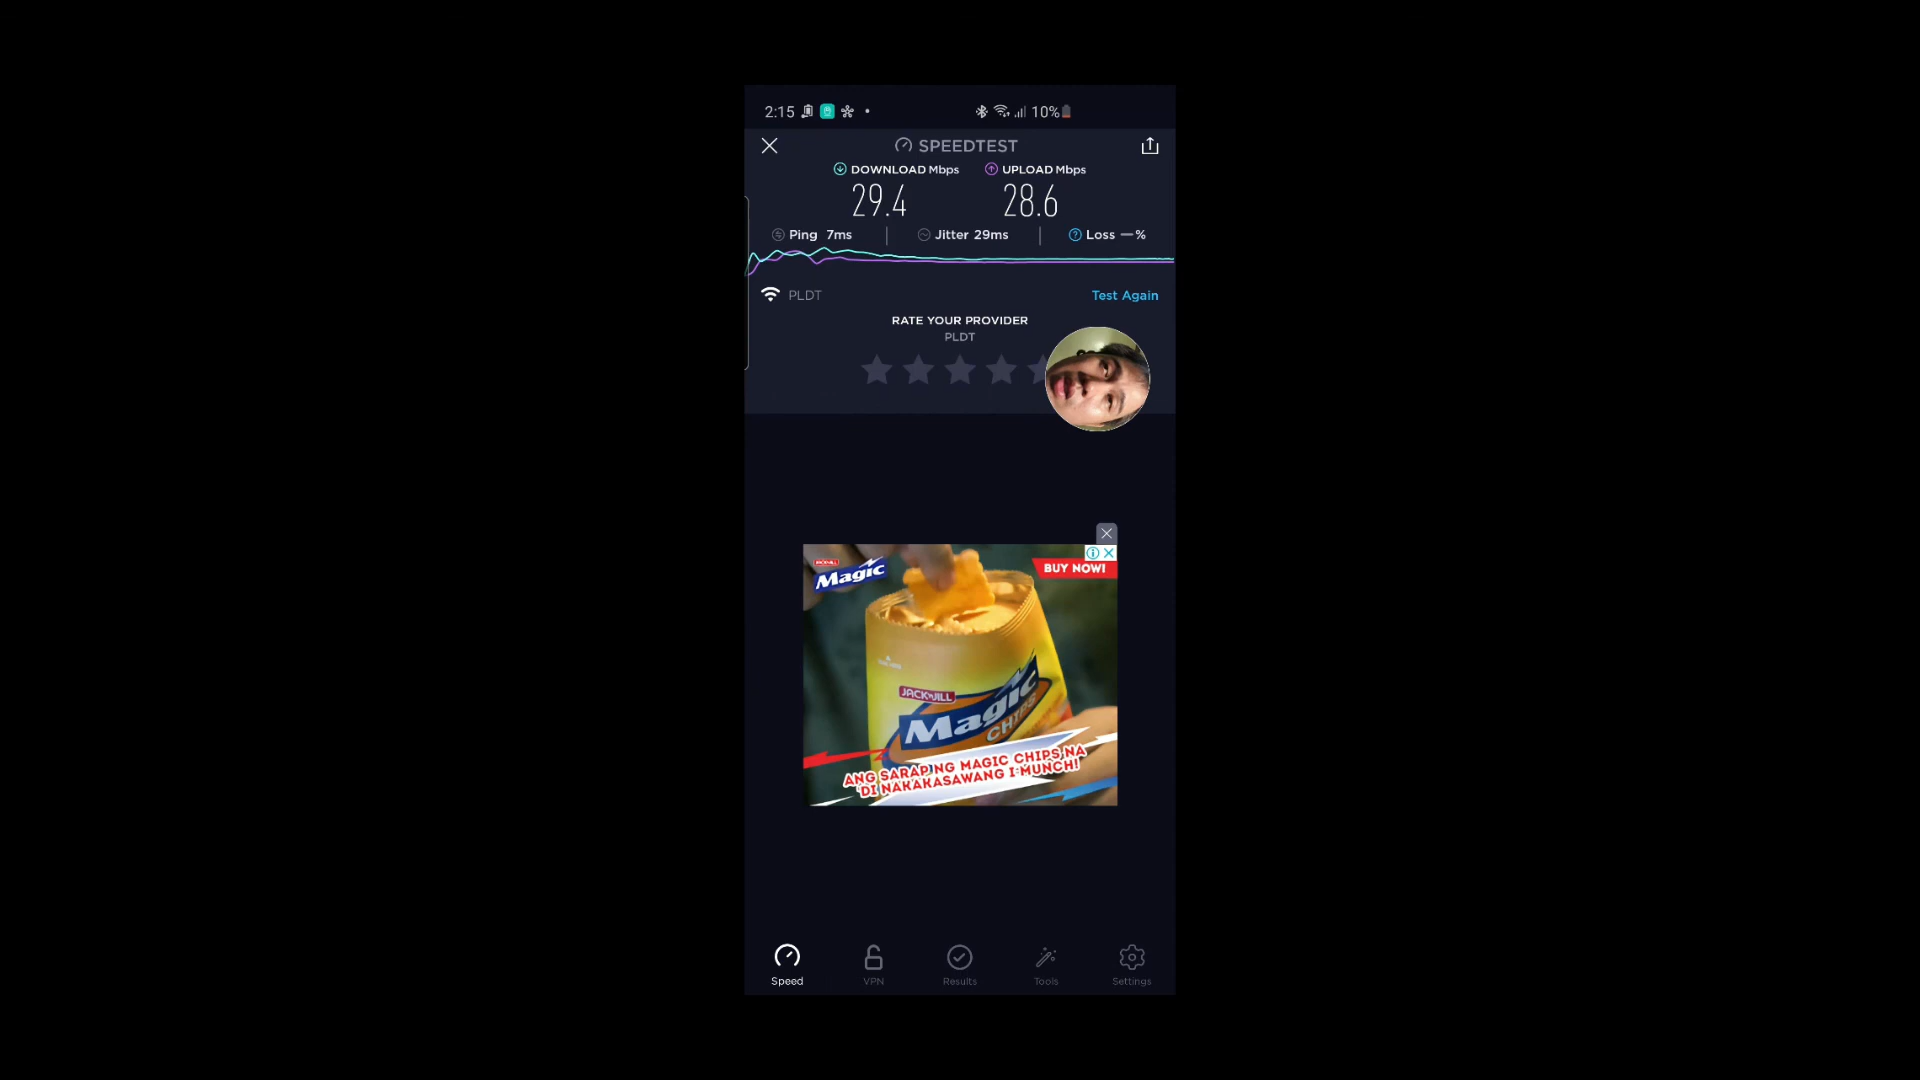 2:15
10%
SPEEDTEST
DOWNLOAD Mbps
UPLOAD Mbps
29.4
28.6
Ping 7ms
Jitter 29ms
Loss — %
PLDT
Test Again
RATE YOUR PROVIDER
PLDT
Magic
BUY NOW!
JACK'n JILL
Magic
CHIPS
ANG SARAP NG MAGIC CHIPS NA
'DI NAKAKASAWANG I-MUNCH!
Speed
VPN
Results
Tools
Settings